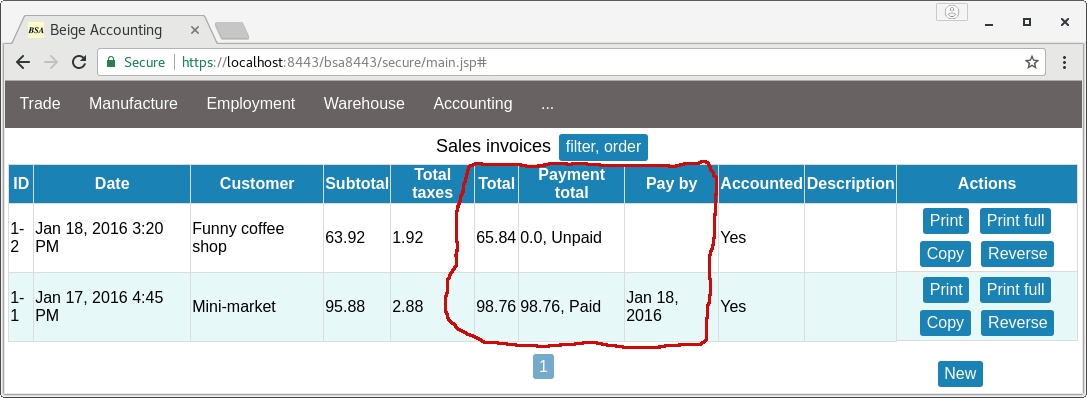 BSA Beige Accounting
Secure https://localhost:8443/bsa8443/secure/main.jsp#
Trade Manufacture Employment Warehouse Accounting ...
Sales invoices filter, order
ID Date Customer Subtotal Total taxes Total Payment total Pay by Accounted Description Actions
1-2 Jan 18, 2016 3:20 PM Funny coffee shop 63.92 1.92 65.84 0.0, Unpaid Yes Print Print full Copy Reverse
1-1 Jan 17, 2016 4:45 PM Mini-market 95.88 2.88 98.76 98.76, Paid Jan 18, 2016 Yes Print Print full Copy Reverse
1
New